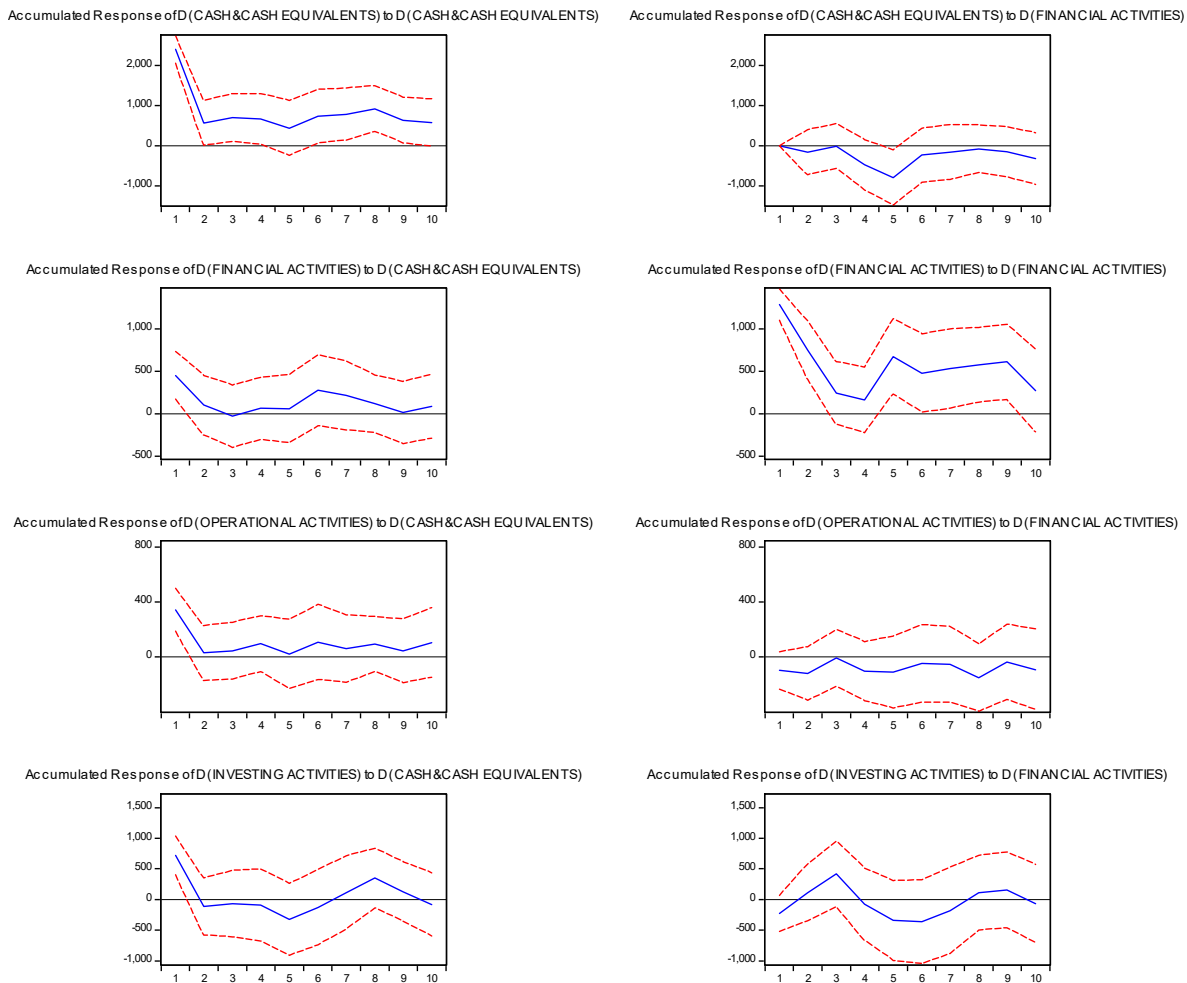 Accumulated Response of D(CASH&CASH EQUIVALENTS) to D(CASH&CASH EQUIVALENTS)
2,000
1,000
0
-1,000
1 2 3 4 5 6 7 8 9 10
Accumulated Response of D(CASH&CASH EQUIVALENTS) to D(FINANCIAL ACTIVITIES)
2,000
1,000
0
-1,000
1 2 3 4 5 6 7 8 9 10
Accumulated Response of D(FINANCIAL ACTIVITIES) to D(CASH&CASH EQUIVALENTS)
1,000
500
0
-500
1 2 3 4 5 6 7 8 9 10
Accumulated Response of D(FINANCIAL ACTIVITIES) to D(FINANCIAL ACTIVITIES)
1,000
500
0
-500
1 2 3 4 5 6 7 8 9 10
Accumulated Response of D(OPERATIONAL ACTIVITIES) to D(CASH&CASH EQUIVALENTS)
800
400
0
1 2 3 4 5 6 7 8 9 10
Accumulated Response of D(OPERATIONAL ACTIVITIES) to D(FINANCIAL ACTIVITIES)
800
400
0
1 2 3 4 5 6 7 8 9 10
Accumulated Response of D(INVESTING ACTIVITIES) to D(CASH&CASH EQUIVALENTS)
1,500
1,000
500
0
-500
-1,000
1 2 3 4 5 6 7 8 9 10
Accumulated Response of D(INVESTING ACTIVITIES) to D(FINANCIAL ACTIVITIES)
1,500
1,000
500
0
-500
-1,000
1 2 3 4 5 6 7 8 9 10